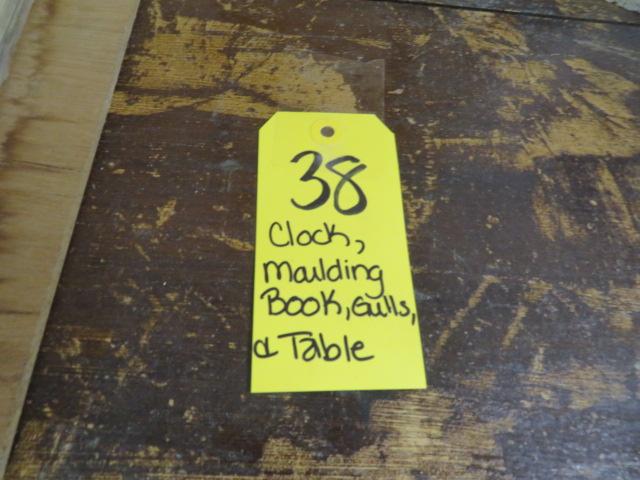 38
Clock,
Maulding
Book, Gulls,
& Table